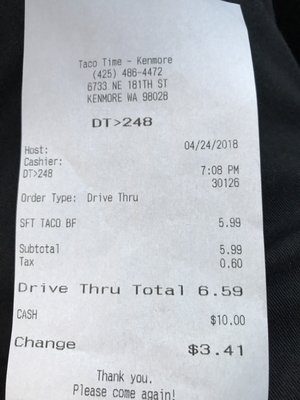 Taco Time - Kenmore
(425) 486-4472
6733 NE 181TH ST
KENMORE WA 98028
DT>248
Host: 04/24/2018
Cashier: 7:08 PM
DT>248 30126
Order Type: Drive Thru
SFT TACO BF 5.99
Subtotal 5.99
Tax 0.60
Drive Thru Total 6.59
CASH $10.00
Change $3.41
Thank you.
Please come again!